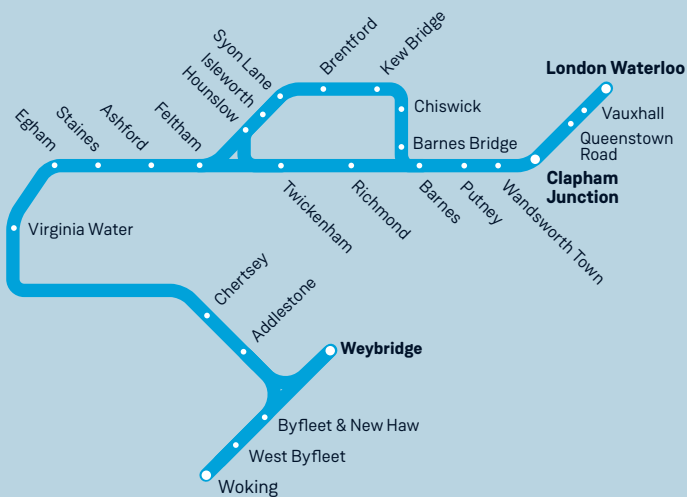 Brentford
Kew Bridge
Syon Lane
Isleworth
Hounslow
London Waterloo
Vauxhall
Queenstown
Road
Clapham
Junction
Chiswick
Barnes Bridge
Egham
Staines
Ashford
Feltham
Twickenham
Richmond
Barnes
Putney
Wandsworth Town
Virginia Water
Chertsey
Addlestone
Weybridge
Byfleet & New Haw
West Byfleet
Woking